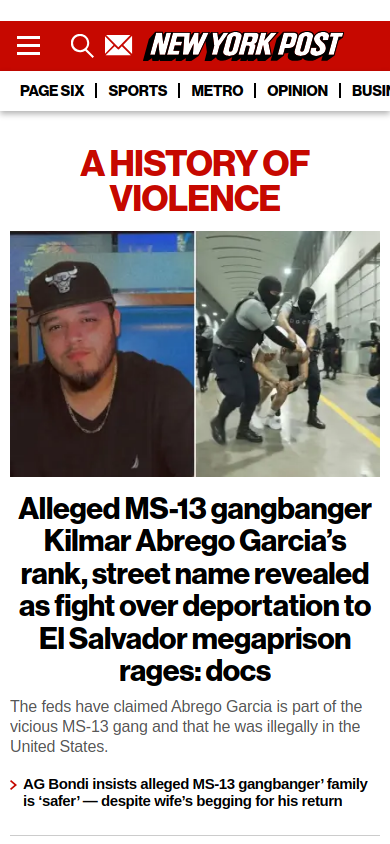 NEW YORK POST
PAGE SIX | SPORTS | METRO | OPINION | BUSIN
A HISTORY OF
VIOLENCE
Alleged MS-13 gangbanger
Kilmar Abrego Garcia’s
rank, street name revealed
as fight over deportation to
El Salvador megaprison
rages: docs
The feds have claimed Abrego Garcia is part of the
vicious MS-13 gang and that he was illegally in the
United States.
AG Bondi insists alleged MS-13 gangbanger’ family
is ‘safer’ — despite wife’s begging for his return